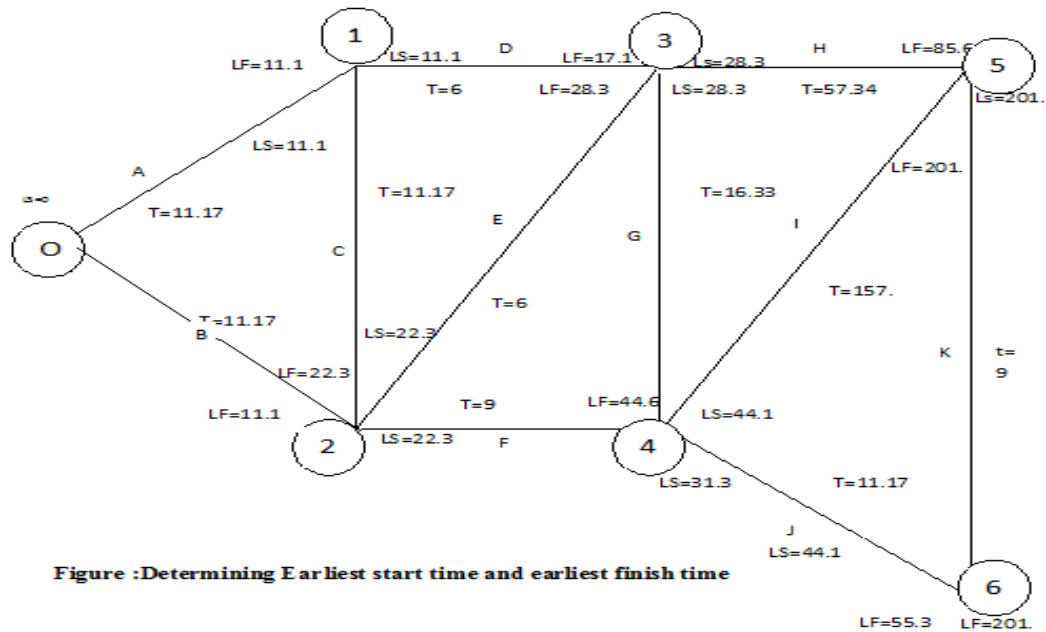 1
3
5
LS=11.1
D
LF=17.1
Ls=28.3
H
LF=85.6
LF=11.1
T=6
LF=28.3
LS=28.3
T=57.34
Ls=201.
LS=11.1
A
T=11.17
LF=201.
T=11.17
T=16.33
O
E
G
I
C
T=157.
T=6
T=11.17
B
LS=22.3
K
t=
9
LF=22.3
LF=11.1
T=9
LF=44.6
LS=44.1
2
LS=22.3
F
4
LS=31.3
T=11.17
J
LS=44.1
Figure :Determining Earliest start time and earliest finish time
6
LF=55.3
LF=201.